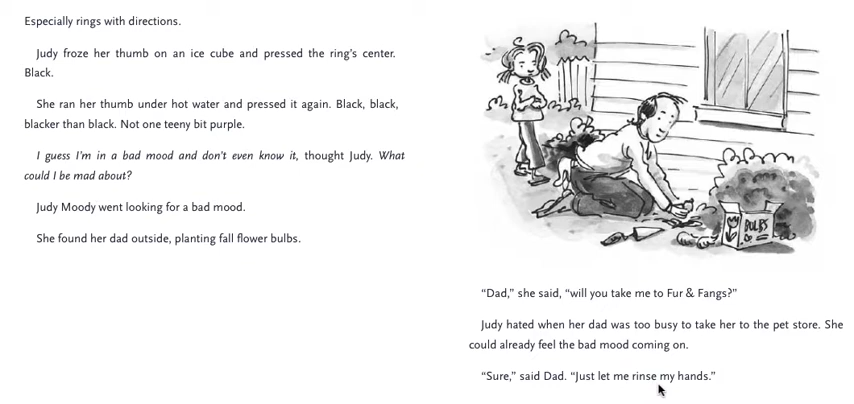 Especially rings with directions.
Judy froze her thumb on an ice cube and pressed the ring's center.
Black.
She ran her thumb under hot water and pressed it again. Black, black,
blacker than black. Not one teeny bit purple.
I guess I'm in a bad mood and don't even know it, thought Judy. What
could I be mad about?
Judy Moody went looking for a bad mood.
She found her dad outside, planting fall flower bulbs.
BULBS
“Dad,” she said, “will you take me to Fur & Fangs?”
Judy hated when her dad was too busy to take her to the pet store. She
could already feel the bad mood coming on.
“Sure,” said Dad. “Just let me rinse my hands.”